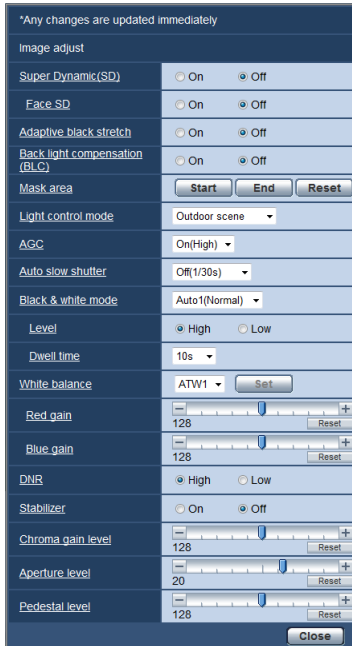 *Any changes are updated immediately
Image adjust
Super Dynamic(SD) On Off
Face SD On Off
Adaptive black stretch On Off
Back light compensation
(BLC) On Off
Mask area Start End Reset
Light control mode Outdoor scene
AGC On(High)
Auto slow shutter Off(1/30s)
Black & white mode Auto1(Normal)
Level High Low
Dwell time 10s
White balance ATW1 Set
Red gain - +
128 Reset
Blue gain - +
128 Reset
DNR High Low
Stabilizer On Off
Chroma gain level - +
128 Reset
Aperture level - +
20 Reset
Pedestal level - +
128 Reset
Close